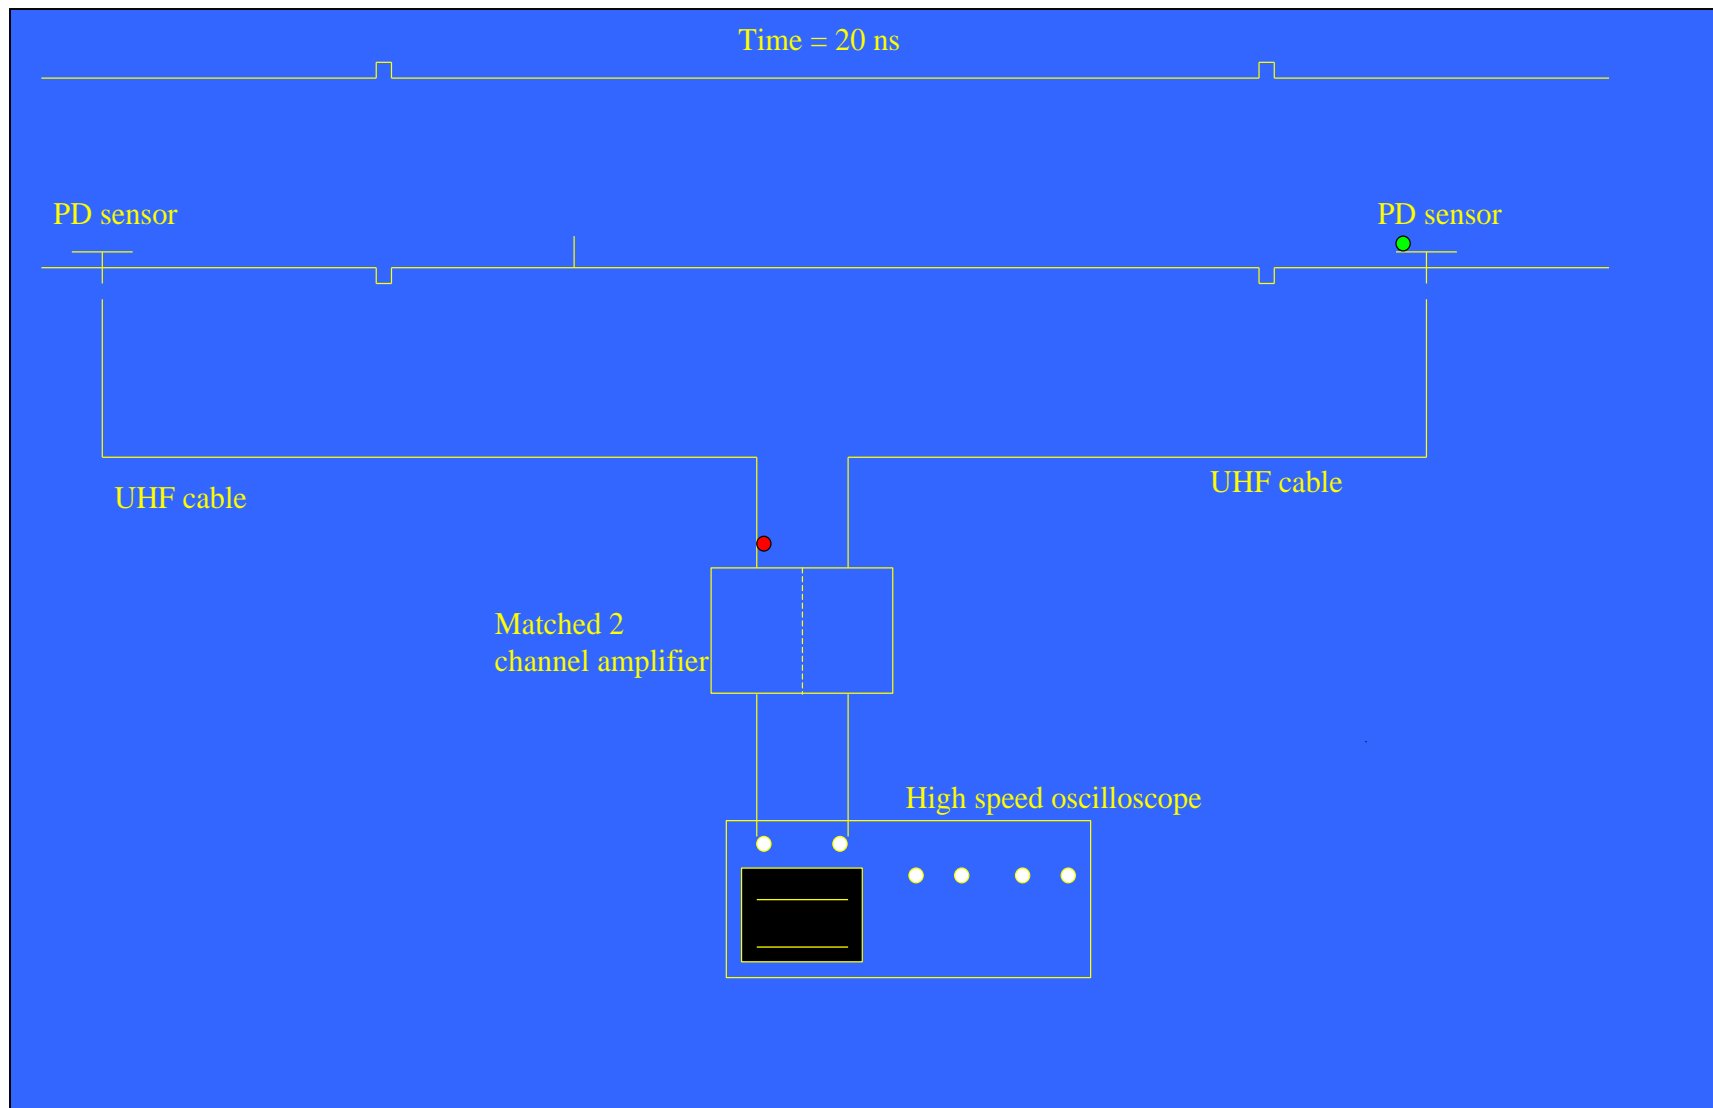 Time = 20 ns
PD sensor
PD sensor
UHF cable
UHF cable
Matched 2
channel amplifier
High speed oscilloscope